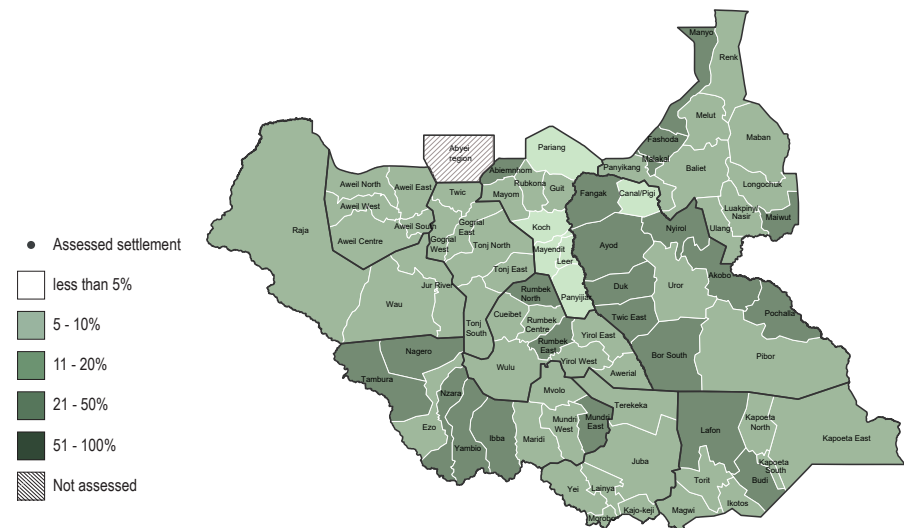 Manyo
Renk
Melut
Maban
Fashoda
Malakal
Baliet
Longochuk
Luakpiny/
Nasir
Maiwut
Ulang
Panyikang
Pariang
Abyei
region
Abiemnhom
Rubkona
Mayom
Guit
Fangak
Canal/Pigi
Nyirol
Aweil North
Aweil East
Aweil West
Aweil South
Aweil Centre
Twic
Gogrial
East
Gogrial
West
Tonj North
Tonj East
Koch
Mayendit
Leer
Ayod
Akobo
Raja
Jur River
Wau
Rumbek
North
Panyijiar
Duk
Uror
Pochalla
Twic East
Tonj
South
Cueibet
Rumbek
Centre
Rumbek
East
Yirol East
Yirol West
Bor South
Pibor
Awerial
Wulu
Nagero
Tambura
Nzara
Mvolo
Terekeka
Ezo
Yambio
Ibba
Maridi
Mundri
West
Mundri
East
Lafon
Kapoeta
North
Kapoeta East
Kapoeta
South
Juba
Torit
Budi
Yei
Lainya
Morobo
Kajo-keji
Magwi
Ikotos
Assessed settlement
less than 5%
5 - 10%
11 - 20%
21 - 50%
51 - 100%
Not assessed